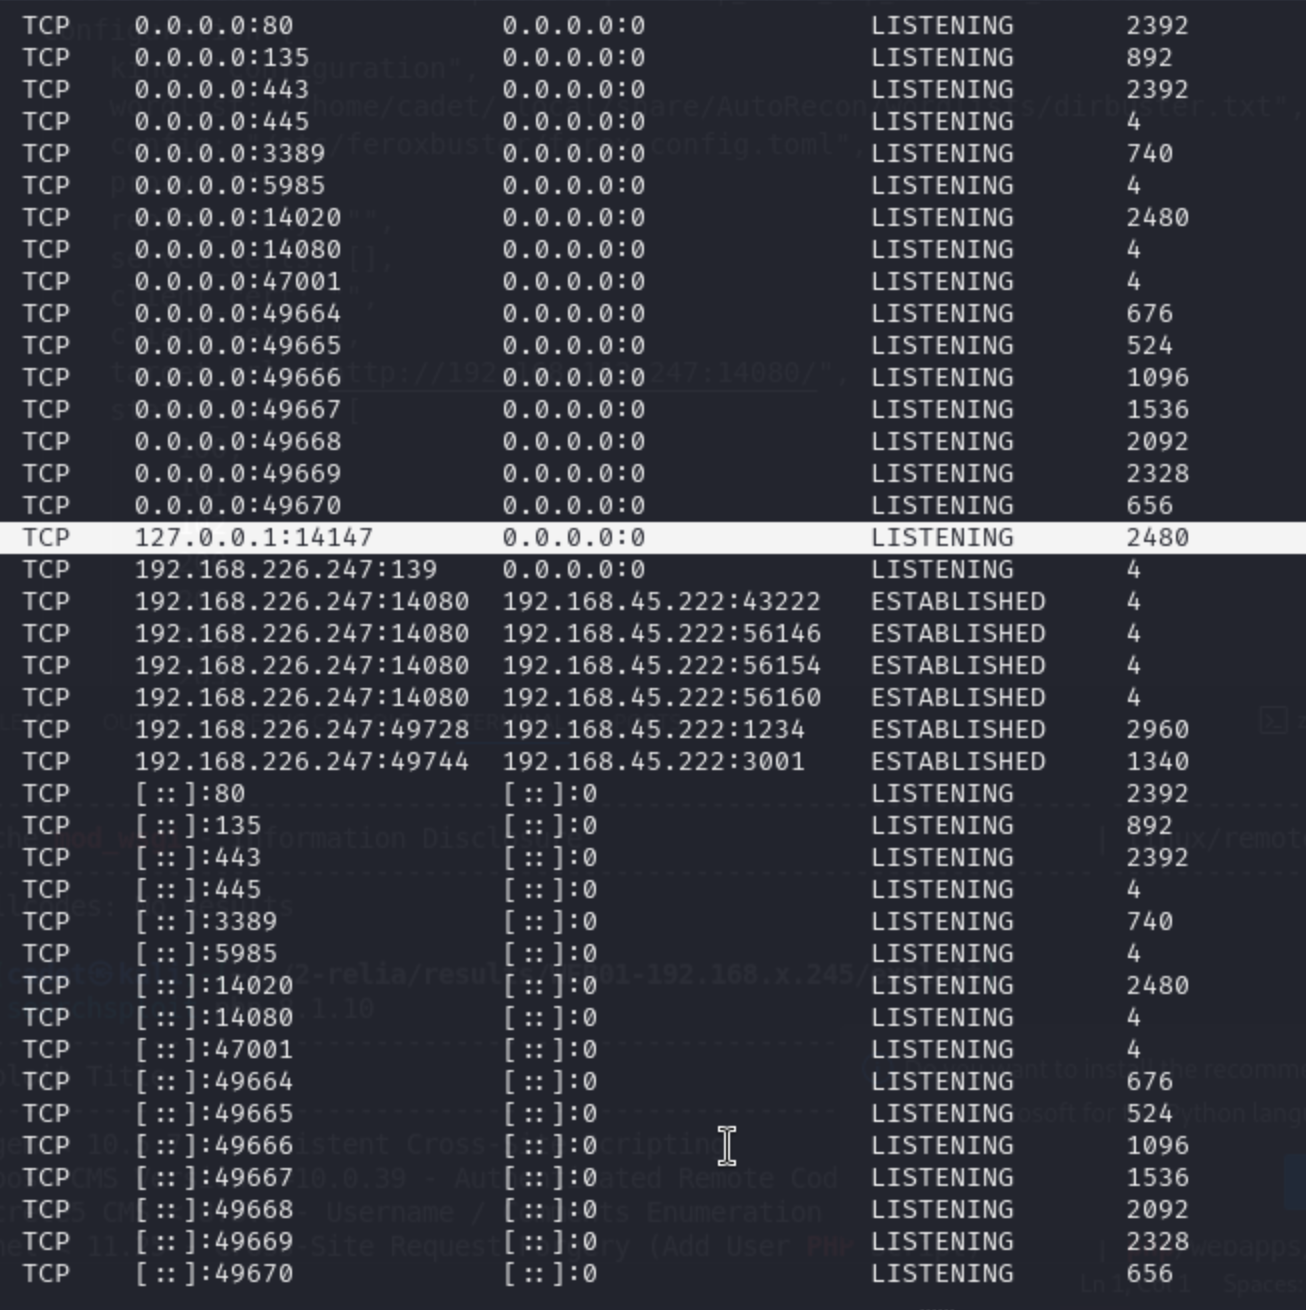 TCP 0.0.0.0:80 0.0.0.0:0 LISTENING 2392
TCP 0.0.0.0:135 0.0.0.0:0 LISTENING 892
TCP 0.0.0.0:443 0.0.0.0:0 LISTENING 2392
TCP 0.0.0.0:445 0.0.0.0:0 LISTENING 4
TCP 0.0.0.0:3389 0.0.0.0:0 LISTENING 740
TCP 0.0.0.0:5985 0.0.0.0:0 LISTENING 4
TCP 0.0.0.0:14020 0.0.0.0:0 LISTENING 2480
TCP 0.0.0.0:14080 0.0.0.0:0 LISTENING 4
TCP 0.0.0.0:47001 0.0.0.0:0 LISTENING 4
TCP 0.0.0.0:49664 0.0.0.0:0 LISTENING 676
TCP 0.0.0.0:49665 0.0.0.0:0 LISTENING 524
TCP 0.0.0.0:49666 0.0.0.0:0 LISTENING 1096
TCP 0.0.0.0:49667 0.0.0.0:0 LISTENING 1536
TCP 0.0.0.0:49668 0.0.0.0:0 LISTENING 2092
TCP 0.0.0.0:49669 0.0.0.0:0 LISTENING 2328
TCP 0.0.0.0:49670 0.0.0.0:0 LISTENING 656
TCP 127.0.0.1:14147 0.0.0.0:0 LISTENING 2480
TCP 192.168.226.247:139 0.0.0.0:0 LISTENING 4
TCP 192.168.226.247:14080 192.168.45.222:43222 ESTABLISHED 4
TCP 192.168.226.247:14080 192.168.45.222:56146 ESTABLISHED 4
TCP 192.168.226.247:14080 192.168.45.222:56154 ESTABLISHED 4
TCP 192.168.226.247:14080 192.168.45.222:56160 ESTABLISHED 4
TCP 192.168.226.247:49728 192.168.45.222:1234 ESTABLISHED 2960
TCP 192.168.226.247:49744 192.168.45.222:3001 ESTABLISHED 1340
TCP [::]:80 [::]:0 LISTENING 2392
TCP [::]:135 [::]:0 LISTENING 892
TCP [::]:443 [::]:0 LISTENING 2392
TCP [::]:445 [::]:0 LISTENING 4
TCP [::]:3389 [::]:0 LISTENING 740
TCP [::]:5985 [::]:0 LISTENING 4
TCP [::]:14020 [::]:0 LISTENING 2480
TCP [::]:14080 [::]:0 LISTENING 4
TCP [::]:47001 [::]:0 LISTENING 4
TCP [::]:49664 [::]:0 LISTENING 676
TCP [::]:49665 [::]:0 LISTENING 524
TCP [::]:49666 [::]:0 LISTENING 1096
TCP [::]:49667 [::]:0 LISTENING 1536
TCP [::]:49668 [::]:0 LISTENING 2092
TCP [::]:49669 [::]:0 LISTENING 2328
TCP [::]:49670 [::]:0 LISTENING 656